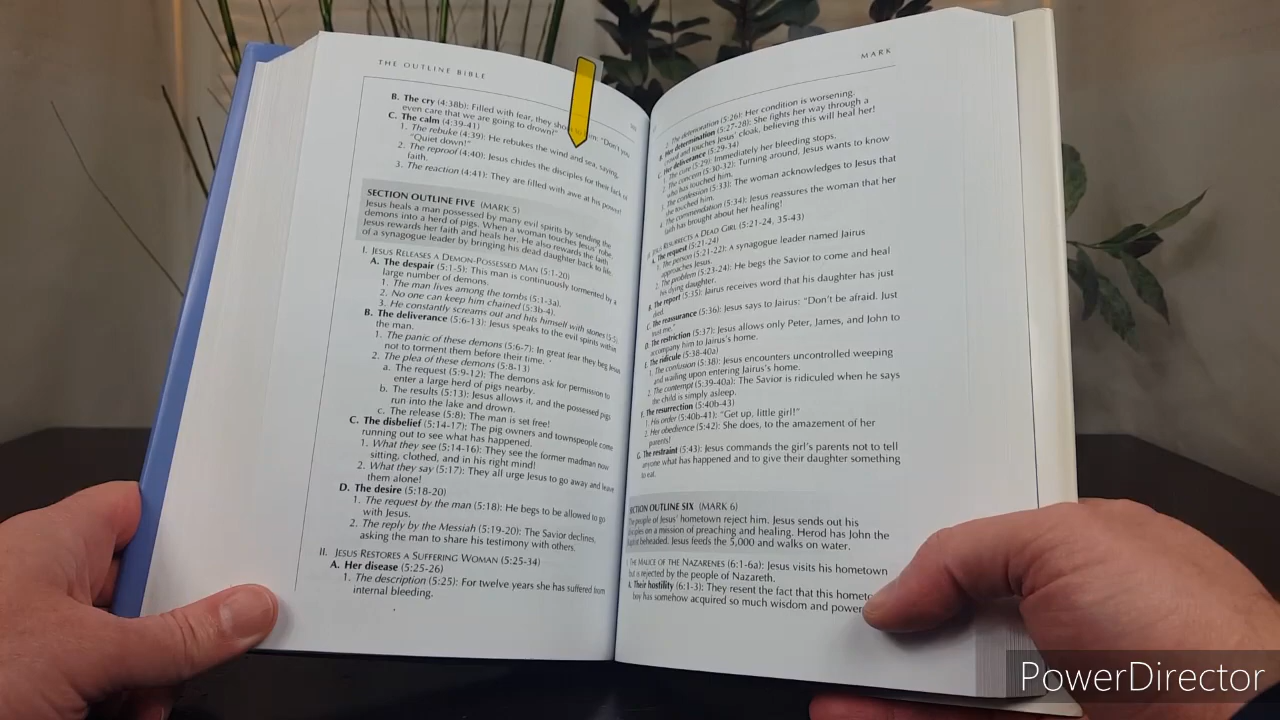 THE OUTLINE BIBLE
B. The cry (4:38b): Filled with fear, they him: "Don't you
even care that we are going to drown?"
C. The calm (4:39-41)
1. The rebuke (4:39): He rebukes the wind and sea, saying,
"Quiet down!"
2. The reproof (4:40): Jesus chides the disciples for their lack of
faith.
3. The reaction (4:41): They are filled with awe at his power!
SECTION OUTLINE FIVE (MARK 5)
Jesus heals a man possessed by many evil spirits by sending the
demons into a herd of pigs. When a woman touches Jesus' robe,
Jesus rewards her faith and heals her. He also rewards the faith
of a synagogue leader by bringing his dead daughter back to life.
I. JESUS RELEASES A DEMON-POSSESSED MAN (5:1-20)
A. The despair (5:1-5): This man is continuously tormented by a
large number of demons.
1. The man lives among the tombs (5:1-3a).
2. No one can keep him chained (5:3b-4).
3. He constantly screams out and hits himself with stones (5:5)
B. The deliverance (5:6-13): Jesus speaks to the evil spirits within
the man.
1. The panic of these demons (5:6-7): In great fear they beg Jesus
not to torment them before their time.
2. The plea of these demons (5:8-13)
a. The request (5:9-12): The demons ask for permission to
enter a large herd of pigs nearby.
b. The results (5:13): Jesus allows it, and the possessed pigs
run into the lake and drown.
c. The release (5:8): The man is set free!
C. The disbelief (5:14-17): The pig owners and townspeople come
running out to see what has happened.
1. What they see (5:14-16): They see the former madman now
sitting, clothed, and in his right mind!
2. What they say (5:17): They all urge Jesus to go away and leave
them alone!
D. The desire (5:18-20)
1. The request by the man (5:18): He begs to be allowed to go
with Jesus.
2. The reply by the Messiah (5:19-20): The Savior declines,
asking the man to share his testimony with others.
II. JESUS RESTORES A SUFFERING WOMAN (5:25-34)
A. Her disease (5:25-26)
1. The description (5:25): For twelve years she has suffered from
internal bleeding.
MARK
2. The deterioration (5:26): Her condition is worsening.
B. Her determination (5:27-28): She fights her way through a
crowd and touches Jesus' cloak, believing this will heal her!
C. Her deliverance (5:29-34)
The cure (5:29): Immediately her bleeding stops.
The concern (5:30-32): Turning around, Jesus wants to know
who has touched him.
The confession (5:33): The woman acknowledges to Jesus that
she touched him.
The commendation (5:34): Jesus reassures the woman that her
faith has brought about her healing!
JESUS RESURRECTS A DEAD GIRL (5:21-24, 35-43)
The request (5:21-24)
1. The person (5:21-22): A synagogue leader named Jairus
approaches Jesus.
2. The problem (5:23-24): He begs the Savior to come and heal
his dying daughter.
B. The report (5:35): Jairus receives word that his daughter has just
died.
C. The reassurance (5:36): Jesus says to Jairus: "Don't be afraid. Just
trust me."
D. The restriction (5:37): Jesus allows only Peter, James, and John to
accompany him to Jairus's home.
E. The ridicule (5:38-40a)
1. The confusion (5:38): Jesus encounters uncontrolled weeping
and wailing upon entering Jairus's home.
2. The contempt (5:39-40a): The Savior is ridiculed when he says
the child is simply asleep.
F. The resurrection (5:40b-43)
1. His order (5:40b-41): "Get up, little girl!"
2. Her obedience (5:42): She does, to the amazement of her
parents!
G. The restraint (5:43): Jesus commands the girl's parents not to tell
anyone what has happened and to give their daughter something
to eat.
SECTION OUTLINE SIX (MARK 6)
The people of Jesus' hometown reject him. Jesus sends out his
disciples on a mission of preaching and healing. Herod has John the
Baptist beheaded. Jesus feeds the 5,000 and walks on water.
I. THE MALICE OF THE NAZARENES (6:1-6a): Jesus visits his hometown
but is rejected by the people of Nazareth.
A. Their hostility (6:1-3): They resent the fact that this hometo
boy has somehow acquired so much wisdom and power
PowerDirector